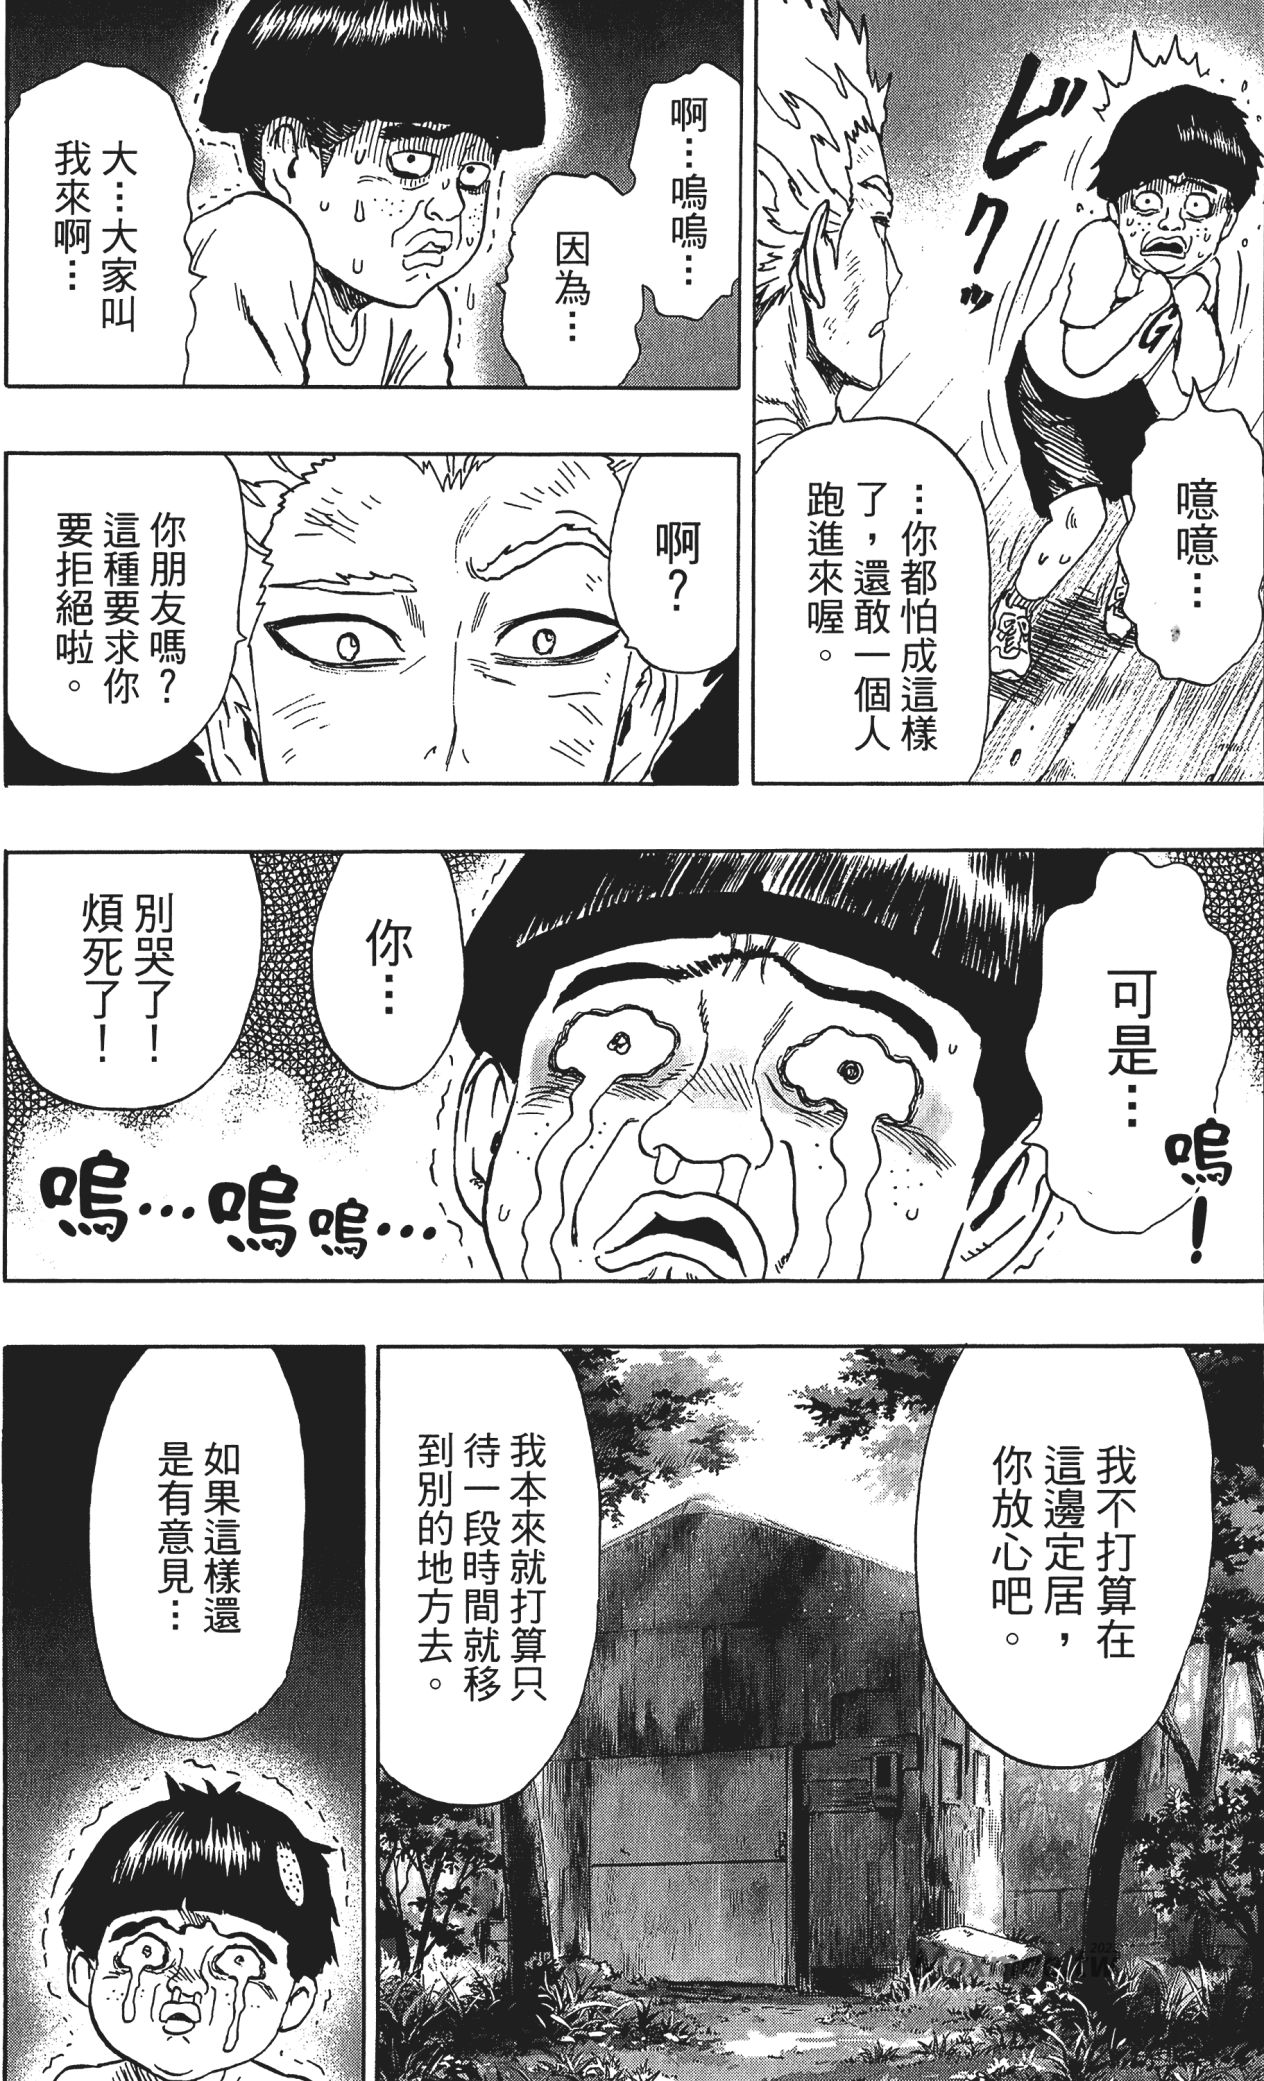 ビクッ
噫噫…
…你都怕成這樣
了，還敢一個人
跑進來喔。
啊…嗚嗚…
因為…
大…大家叫
我來啊…
啊？
你朋友嗎？
這種要求你
要拒絕啦。
可是…
嗚！
你…
別哭了！
煩死了！
嗚…嗚嗚…
我不打算在
這邊定居，
你放心吧。
我本來就打算只
待一段時間就移
到別的地方去。
如果這樣還
是有意見…